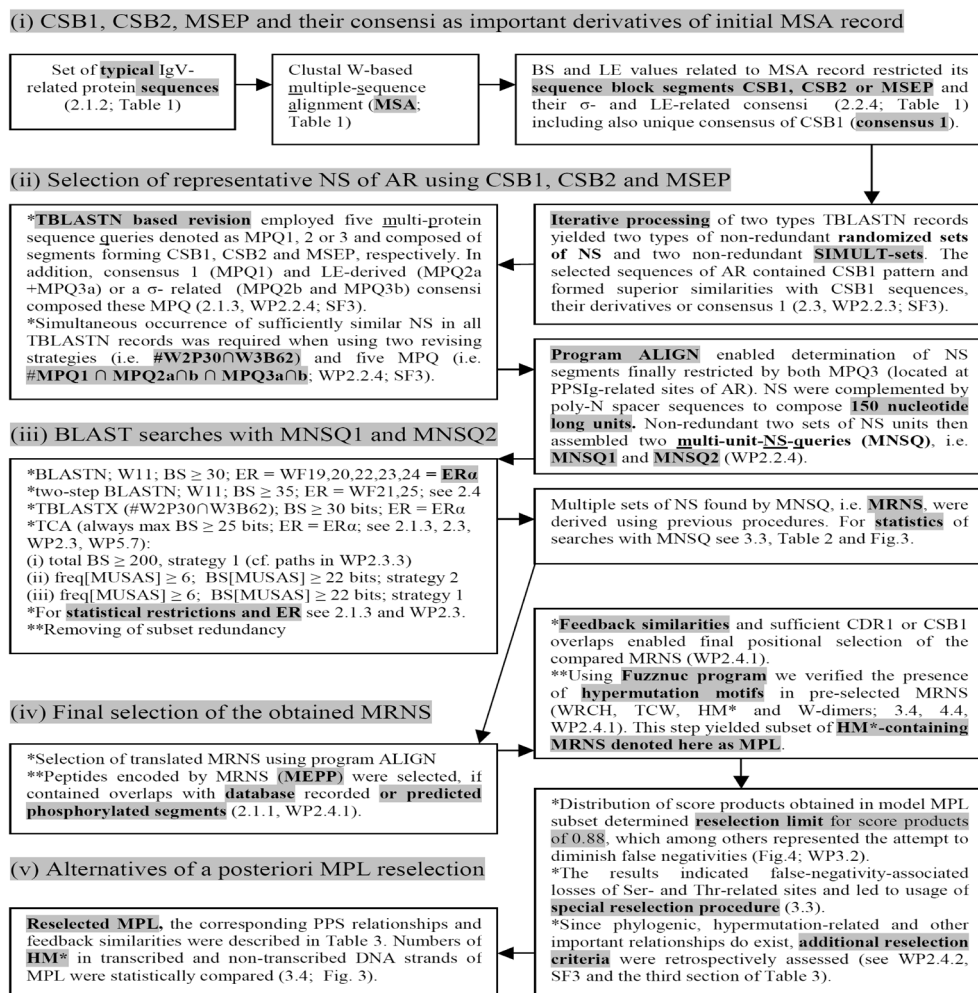 (i) CSB1, CSB2, MSEP and their consensi as important derivatives of initial MSA record
Set of typical IgV-
related protein sequences
(2.1.2; Table 1)
Clustal W-based
multiple-sequence
alignment (MSA;
Table 1)
BS and LE values related to MSA record restricted its
sequence block segments CSB1, CSB2 or MSEP and
their σ- and LE-related consensi (2.2.4; Table 1)
including also unique consensus of CSB1 (consensus 1).
(ii) Selection of representative NS of AR using CSB1, CSB2 and MSEP
*TBLASTN based revision employed five multi-protein
sequence queries denoted as MPQ1, 2 or 3 and composed of
segments forming CSB1, CSB2 and MSEP, respectively. In
addition, consensus 1 (MPQ1) and LE-derived (MPQ2a
+MPQ3a) or a σ- related (MPQ2b and MPQ3b) consensi
composed these MPQ (2.1.3, WP2.2.4; SF3).
*Simultaneous occurrence of sufficiently similar NS in all
TBLASTN records was required when using two revising
strategies (i.e. #W2P30∩W3B62) and five MPQ (i.e.
#MPQ1 ∩ MPQ2a∩b ∩ MPQ3a∩b; WP2.2.4; SF3).
Iterative processing of two types TBLASTN records
yielded two types of non-redundant randomized sets
of NS and two non-redundant SIMULT-sets. The
selected sequences of AR contained CSB1 pattern and
formed superior similarities with CSB1 sequences,
their derivatives or consensus 1 (2.3, WP2.2.3; SF3).
Program ALIGN enabled determination of NS
segments finally restricted by both MPQ3 (located at
PPSIg-related sites of AR). NS were complemented by
poly-N spacer sequences to compose 150 nucleotide
long units. Non-redundant two sets of NS units then
assembled two multi-unit-NS-queries (MNSQ), i.e.
MNSQ1 and MNSQ2 (WP2.2.4).
(iii) BLAST searches with MNSQ1 and MNSQ2
*BLASTN; W11; BS ≥ 30; ER = WF19,20,22,23,24 = ERα
*two-step BLASTN; W11; BS ≥ 35; ER = WF21,25; see 2.4
*TBLASTX (#W2P30∩W3B62); BS ≥ 30 bits; ER = ERα
*TCA (always max BS ≥ 25 bits; ER = ERα; see 2.1.3, 2.3,
WP2.3, WP5.7):
(i) total BS ≥ 200, strategy 1 (cf. paths in WP2.3.3)
(ii) freq[MUSAS] ≥ 6; BS[MUSAS] ≥ 22 bits; strategy 2
(iii) freq[MUSAS] ≥ 6; BS[MUSAS] ≥ 22 bits; strategy 1
*For statistical restrictions and ER see 2.1.3 and WP2.3.
**Removing of subset redundancy
Multiple sets of NS found by MNSQ, i.e. MRNS, were
derived using previous procedures. For statistics of
searches with MNSQ see 3.3, Table 2 and Fig.3.
*Feedback similarities and sufficient CDR1 or CSB1
overlaps enabled final positional selection of the
compared MRNS (WP2.4.1).
**Using Fuzznuc program we verified the presence
of hypermutation motifs in pre-selected MRNS
(WRCH, TCW, HM* and W-dimers; 3.4, 4.4,
WP2.4.1). This step yielded subset of HM*-containing
MRNS denoted here as MPL.
(iv) Final selection of the obtained MRNS
*Selection of translated MRNS using program ALIGN
**Peptides encoded by MRNS (MEPP) were selected, if
contained overlaps with database recorded or predicted
phosphorylated segments (2.1.1, WP2.4.1).
*Distribution of score products obtained in model MPL
subset determined reselection limit for score products
of 0.88, which among others represented the attempt to
diminish false negativities (Fig.4; WP3.2).
*The results indicated false-negativity-associated
losses of Ser- and Thr-related sites and led to usage of
special reselection procedure (3.3).
*Since phylogenic, hypermutation-related and other
important relationships do exist, additional reselection
criteria were retrospectively assessed (see WP2.4.2,
SF3 and the third section of Table 3).
(v) Alternatives of a posteriori MPL reselection
Reselected MPL, the corresponding PPS relationships and
feedback similarities were described in Table 3. Numbers of
HM* in transcribed and non-transcribed DNA strands of
MPL were statistically compared (3.4; Fig. 3).